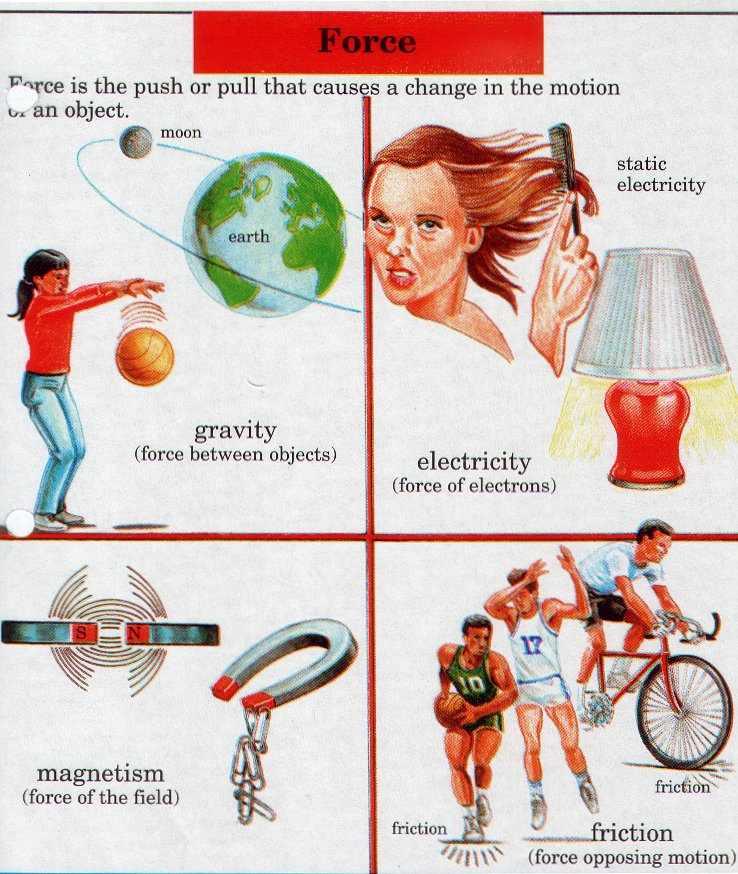 Force
Force is the push or pull that causes a change in the motion
of an object.
moon
earth
gravity
(force between objects)
static
electricity
electricity
(force of electrons)
S N
magnetism
(force of the field)
10
17
friction
friction
friction
(force opposing motion)